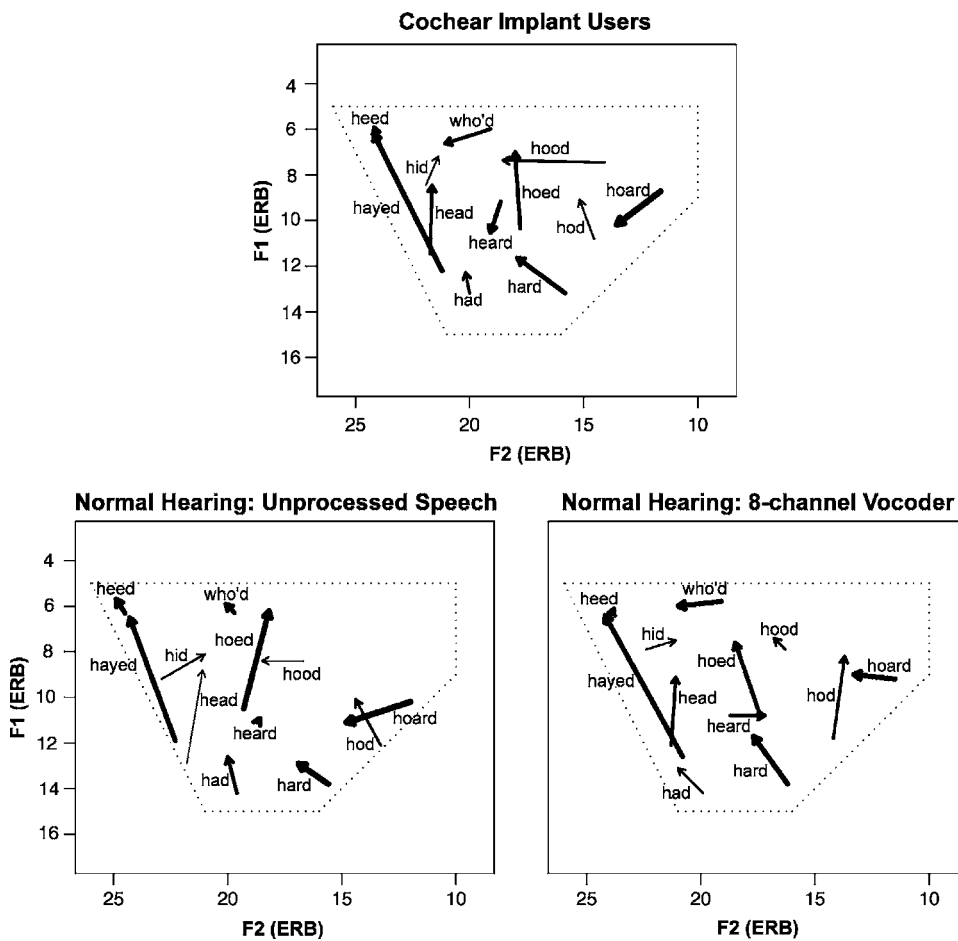 Cochear Implant Users
4
6
8
10
12
14
16
F1 (ERB)
heed
who'd
hid
hood
hayed
head
hoed
hoard
heard
hod
had
hard
25
20
15
10
F2 (ERB)
Normal Hearing: Unprocessed Speech
4
6
8
10
12
14
16
F1 (ERB)
heed
who'd
hoed
hid
hood
hayed
head
heard
hoard
hod
had
hard
25
20
15
10
F2 (ERB)
Normal Hearing: 8-channel Vocoder
heed
who'd
hid
hood
hoed
hoard
hayed
head
hod
heard
had
hard
25
20
15
10
F2 (ERB)